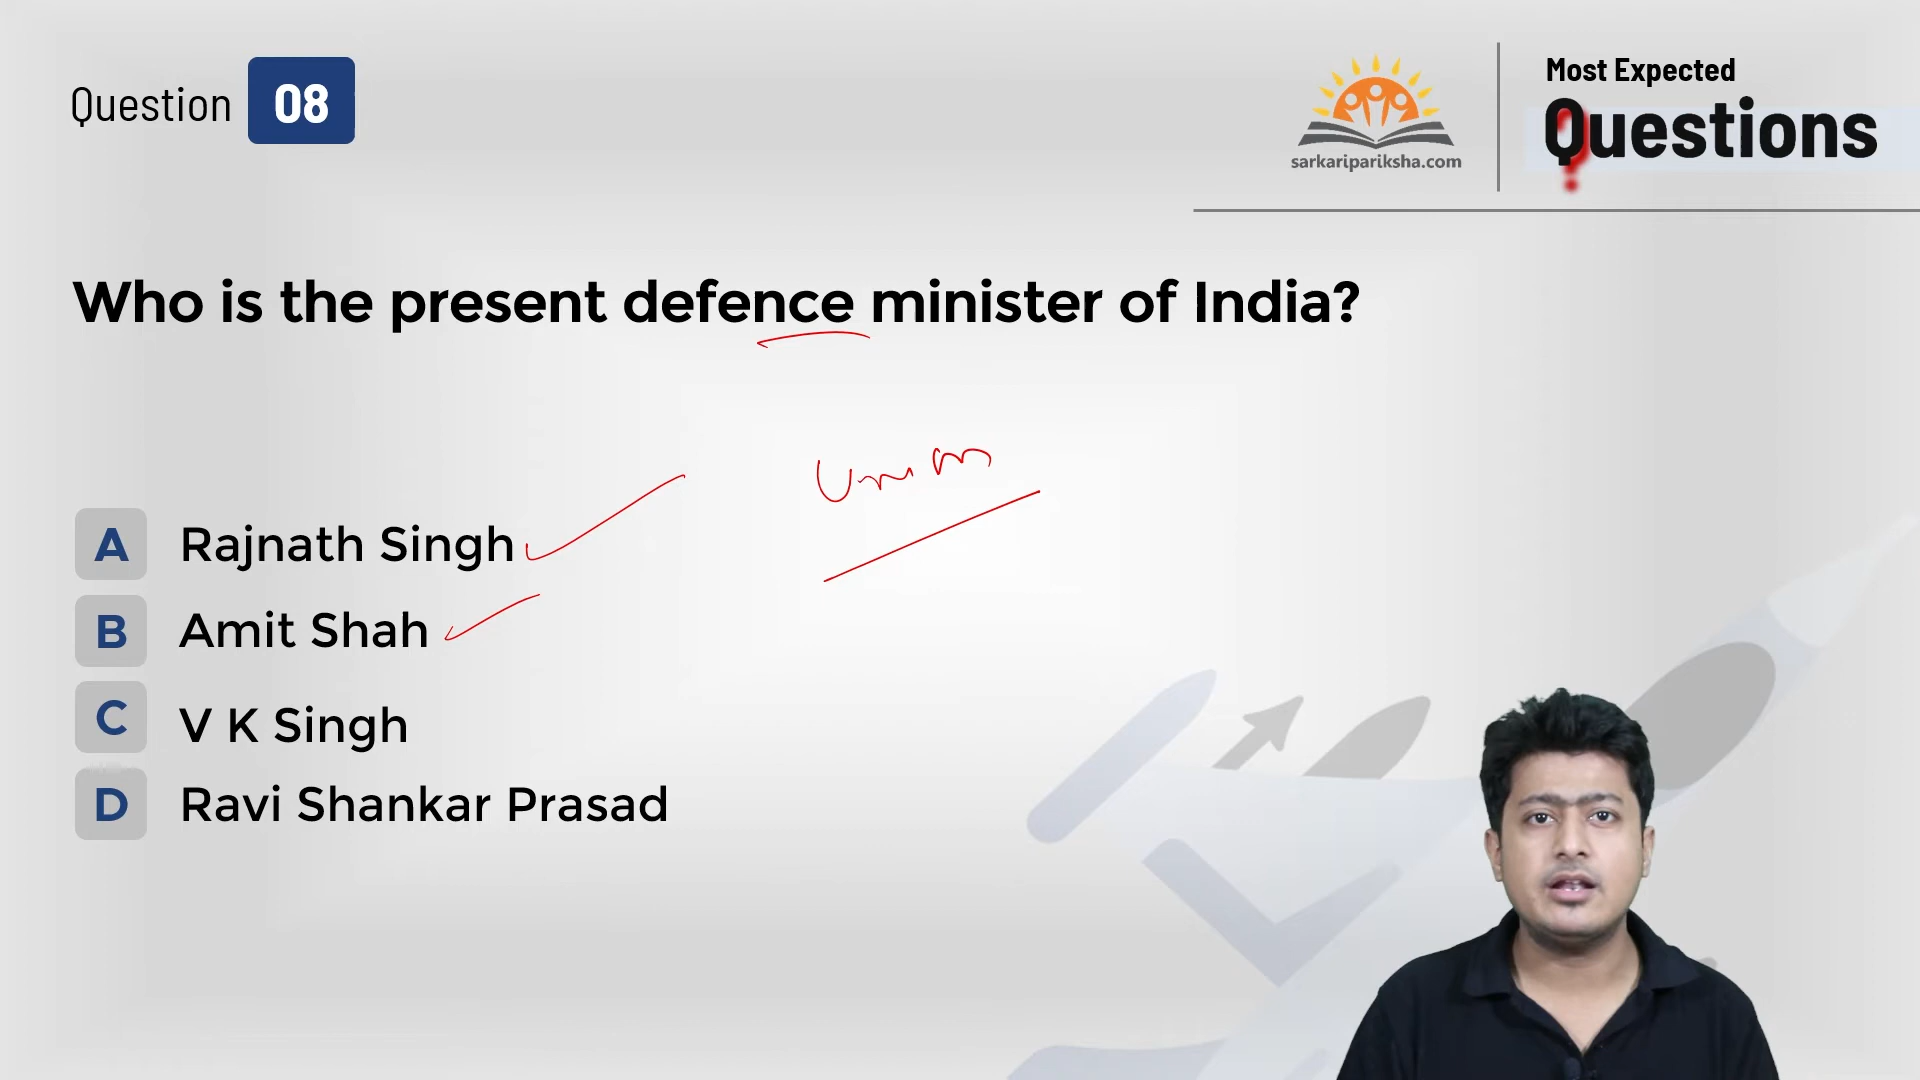 Question 08
sarkaripariksha.com
Most Expected
Questions
Who is the present defence minister of India?
A Rajnath Singh
B Amit Shah
C V K Singh
D Ravi Shankar Prasad